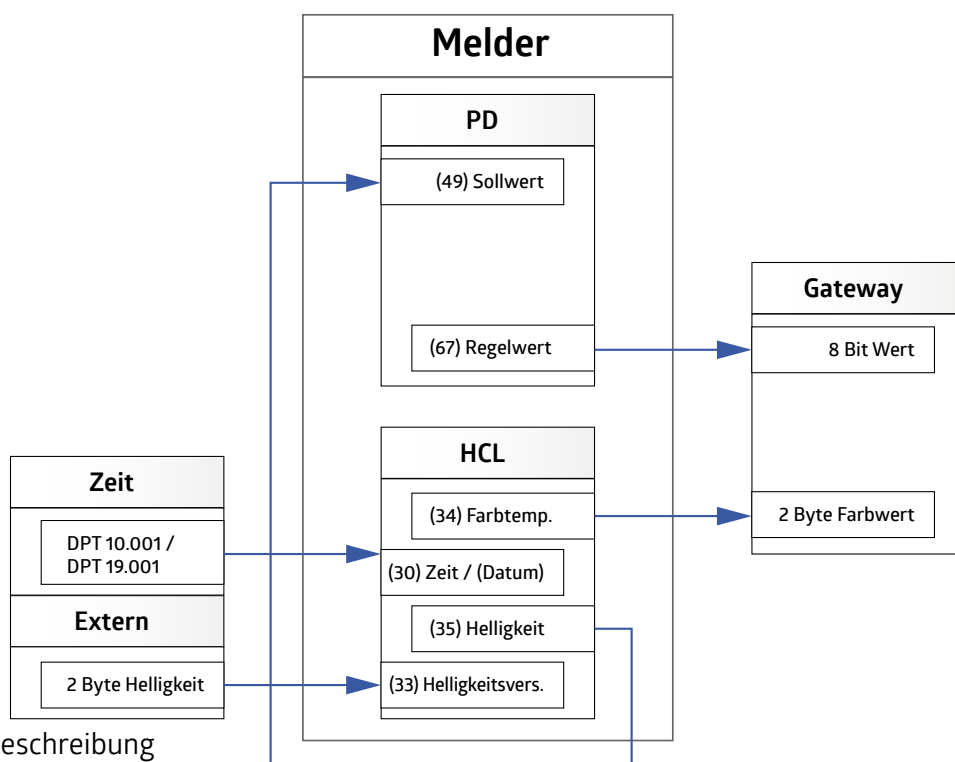 Melder
PD
(49) Sollwert
(67) Regelwert
Gateway
8 Bit Wert
2 Byte Farbwert
HCL
(34) Farbtemp.
(30) Zeit / (Datum)
(35) Helligkeit
(33) Helligkeitsvers.
Zeit
DPT 10.001 /
DPT 19.001
Extern
2 Byte Helligkeit
eschreibung